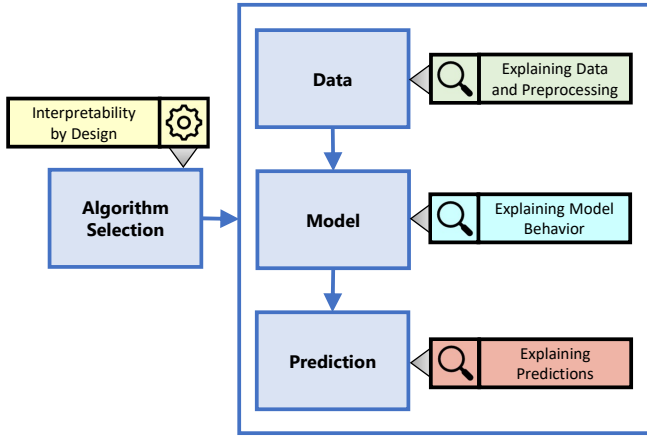 Data
Explaining Data
and Preprocessing
Interpretability
by Design
Algorithm
Selection
Model
Explaining Model
Behavior
Prediction
Explaining
Predictions